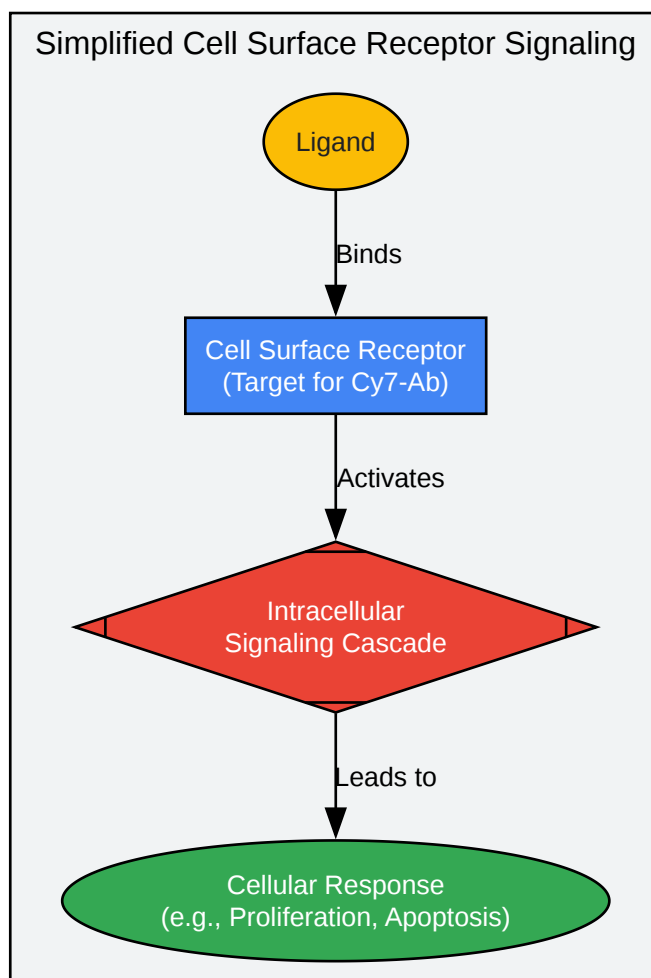 Simplified Cell Surface Receptor Signaling
Ligand
Binds
Cell Surface Receptor
(Target for Cy7-Ab)
Activates
Intracellular
Signaling Cascade
Leads to
Cellular Response
(e.g., Proliferation, Apoptosis)